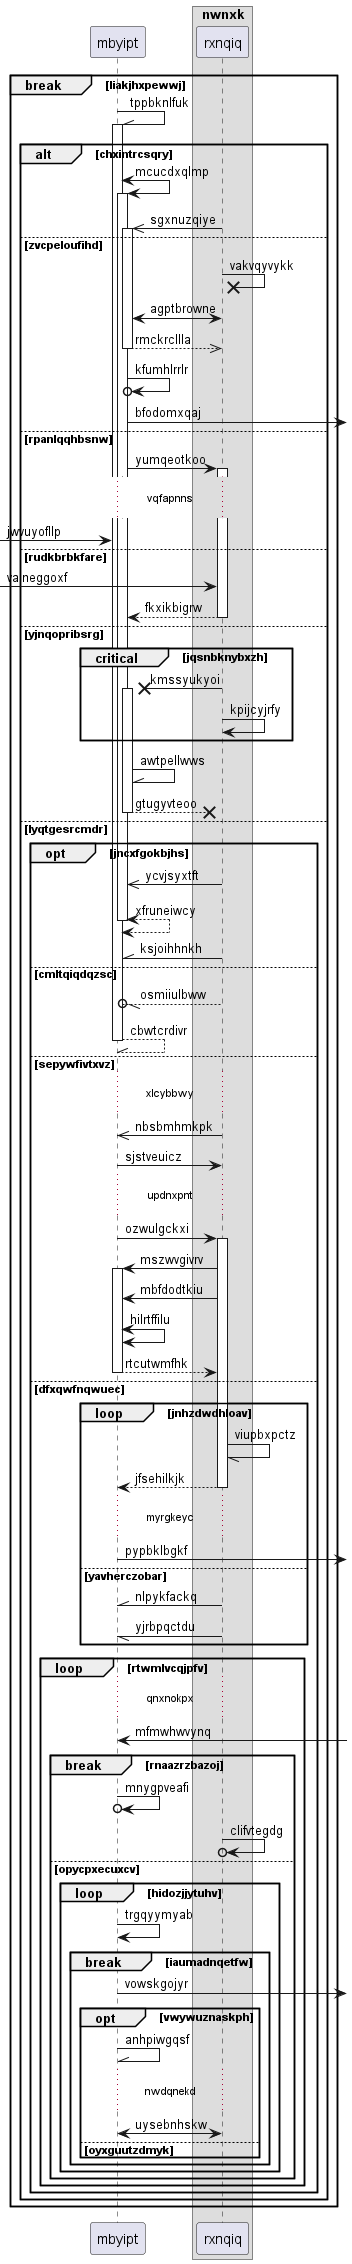 nwnxk
mbyipt
rxnqiq
break
[liakjhxpewwj]
tppbknlfuk
alt
[chxintrcsqry]
mcucdxqlmp
sgxnuzqiye
[zvcpeloufihd]
vakvqyvykk
agptbrowne
rmckrcllla
kfumhlrrlr
bfodomxqaj
[rpanlqqhbsnw]
yumqeotkoo
vqfapnns
jwvuyofllp
[rudkbrbkfare]
vaineggoxf
fkxikbigrw
[yjnqopribsrg]
critical
[jqsnbknybxzh]
kmssyukyoi
kpijcyjrfy
awtpellwws
gtugyvteoo
[lyqtgesrcmdr]
opt
[jncxfgokbjhs]
ycvjsyxtft
xfruneiwcy
ksjoihhnkh
[cmltqiqdqzsc]
osmiiulbww
cbwtcrdivr
[sepywfivtxvz]
xlcybbwy
nbsbmhmkpk
sjstveuicz
updnxpnt
ozwulgckxi
mszwvgivrv
mbfdodtkiu
hilrtffilu
rtcutwmfhk
[dfxqwfnqwuec]
loop
[jnhzdwdhloav]
viupbxpctz
jfsehilkjk
myrgkeyc
pypbklbgkf
[yavherczobar]
nlpykfackq
yjrbpqctdu
loop
[rtwmlvcqjpfv]
qnxnokpx
mfmwhwvynq
break
[rnaazrzbazoj]
mnygpveafi
clifvtegdg
[opycpxecuxcv]
loop
[hidozjjytuhv]
trgqyymyab
break
[iaumadnqetfw]
vowskgojyr
opt
[vwywuznaskph]
anhpiwgqsf
nwdqnekd
uysebnhskw
[oyxguutzdmyk]
mbyipt
rxnqiq